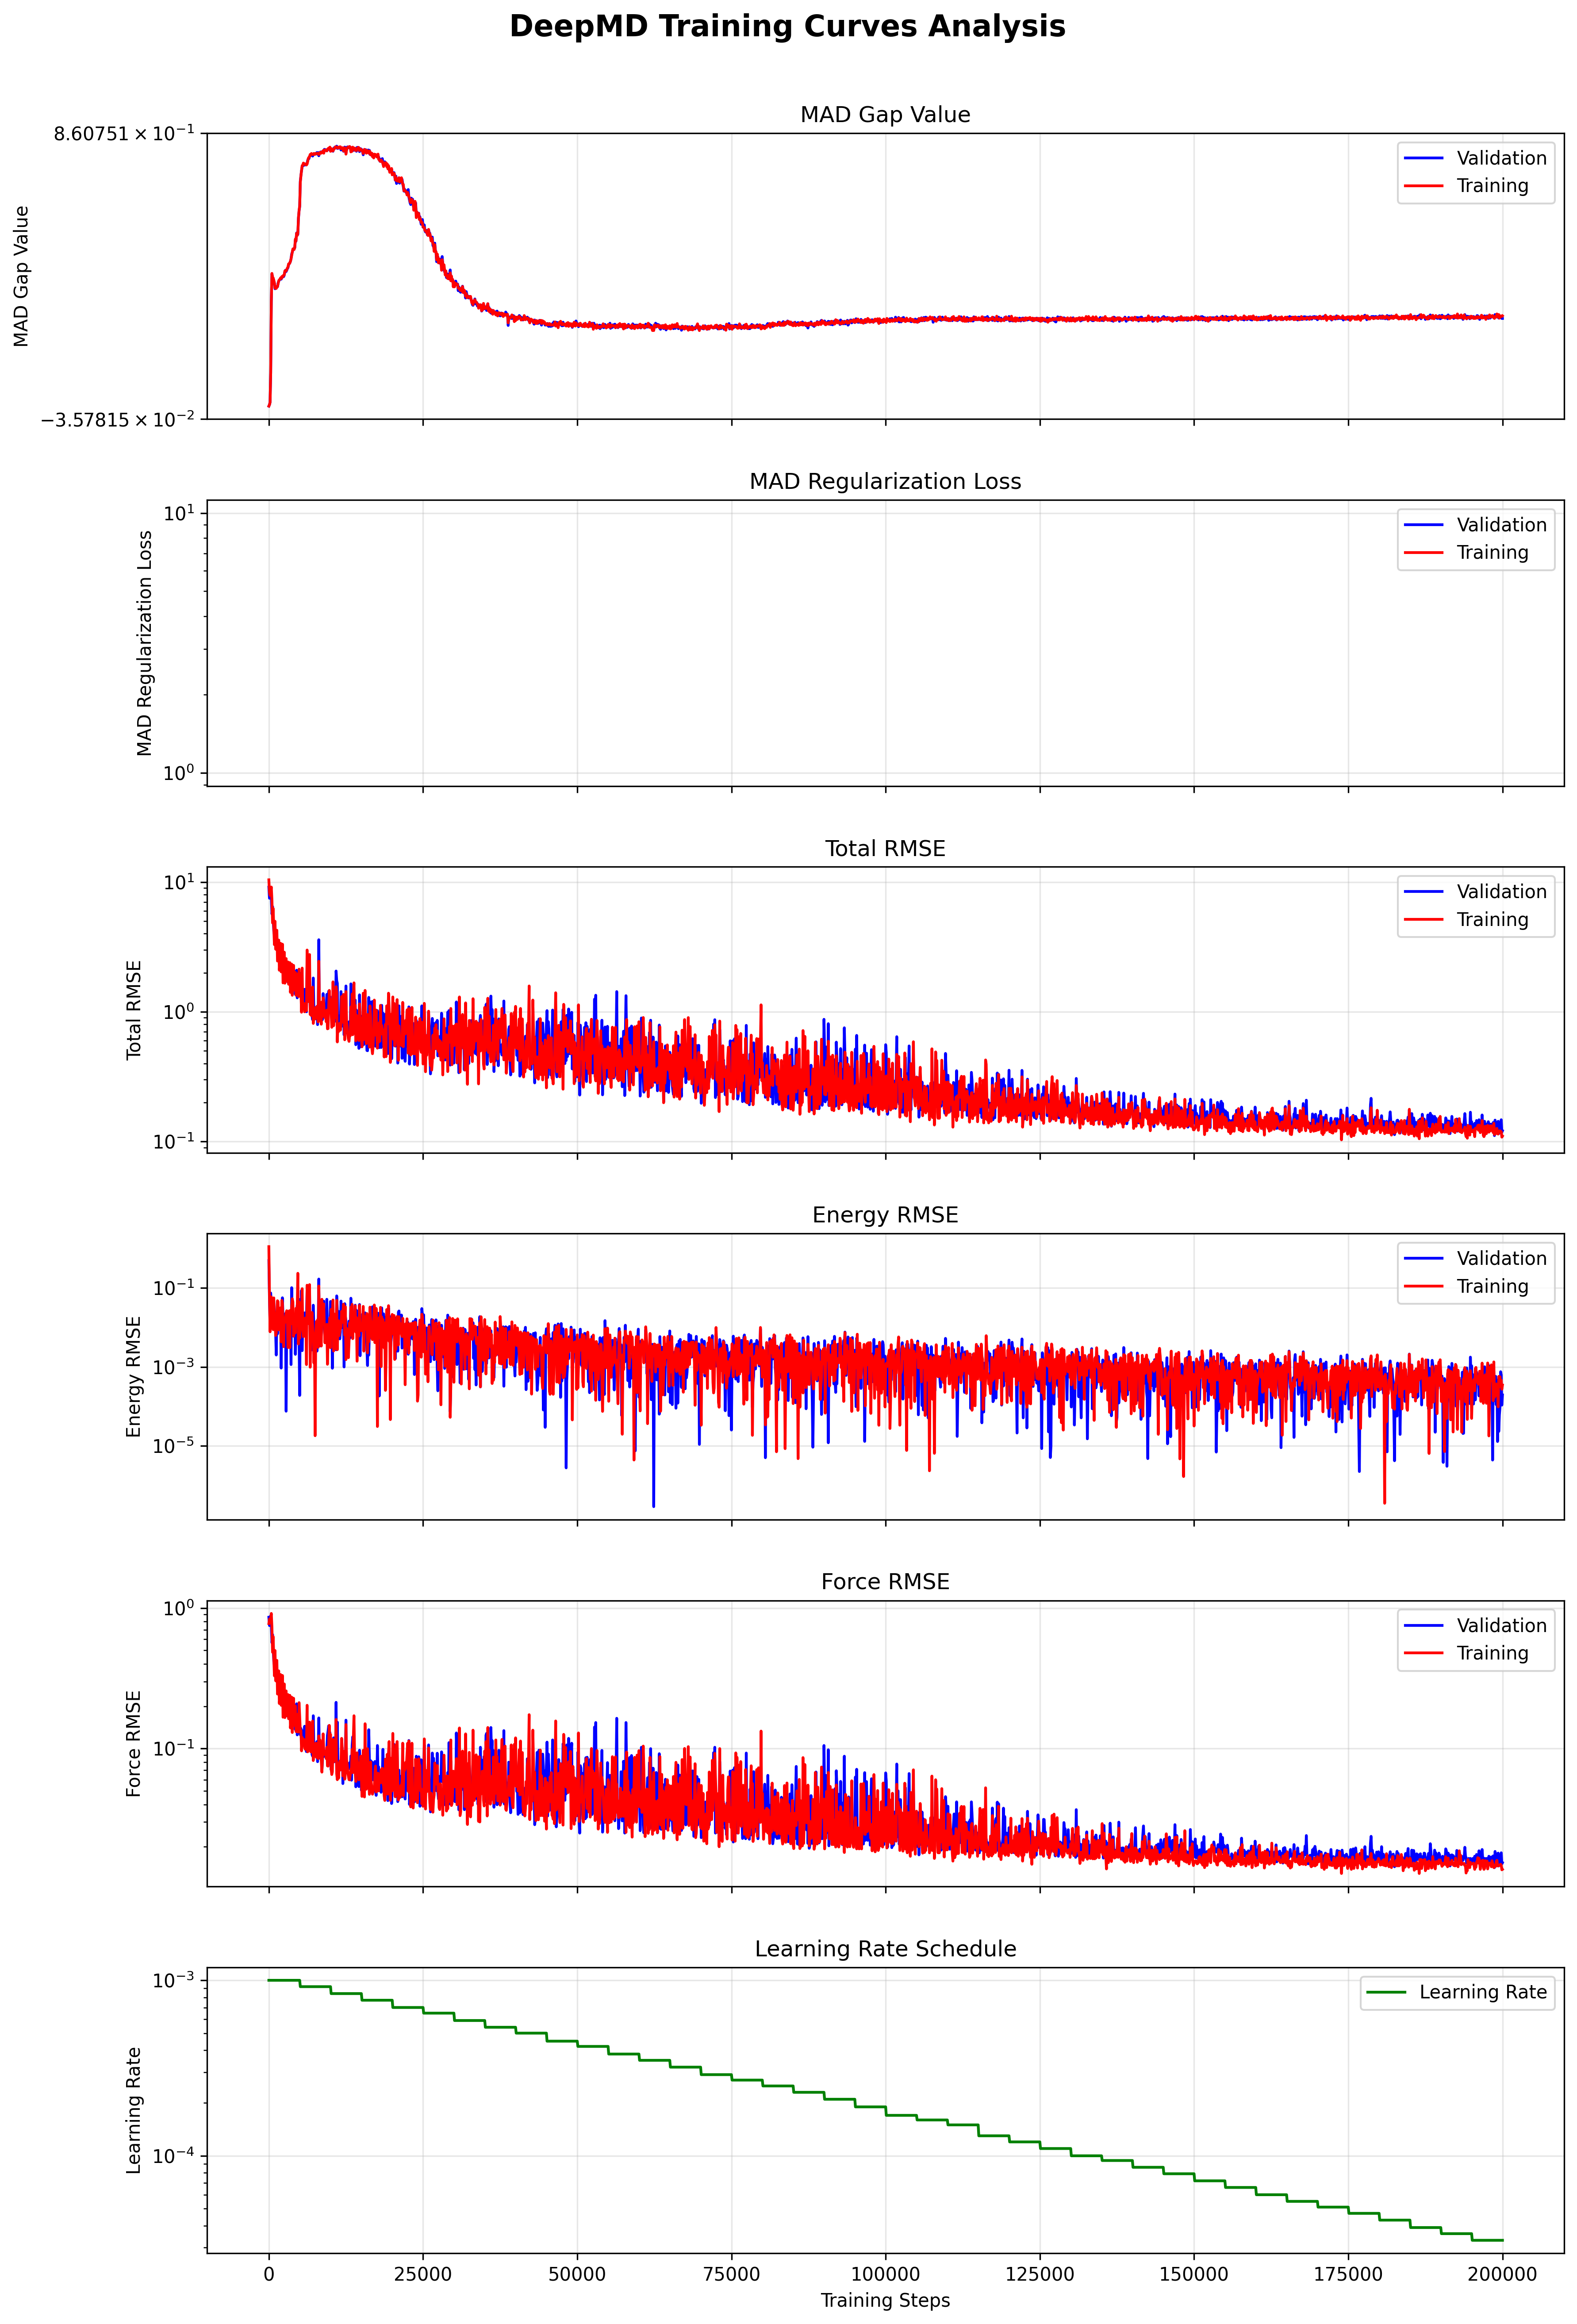 DeepMD Training Curves Analysis
MAD Gap Value
8.60751 × 10⁻¹
−3.57815 × 10⁻²
MAD Gap Value
Validation
Training
MAD Regularization Loss
10¹
10⁰
MAD Regularization Loss
Validation
Training
Total RMSE
10¹
10⁰
10⁻¹
Total RMSE
Validation
Training
Energy RMSE
10⁻¹
10⁻³
10⁻⁵
Energy RMSE
Validation
Training
Force RMSE
10⁰
10⁻¹
Force RMSE
Validation
Training
Learning Rate Schedule
10⁻³
10⁻⁴
Learning Rate
Learning Rate
0 25000 50000 75000 100000 125000 150000 175000 200000
Training Steps